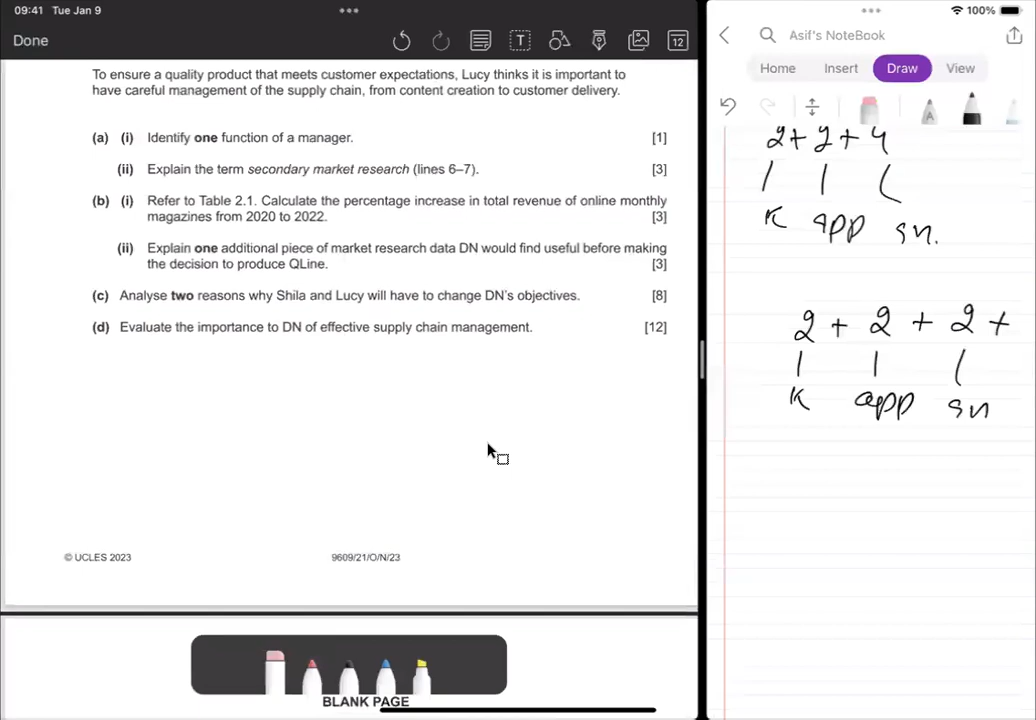 09:41 Tue Jan 9
100%
Done
T
12
To ensure a quality product that meets customer expectations, Lucy thinks it is important to
have careful management of the supply chain, from content creation to customer delivery.
(a) (i) Identify one function of a manager. [1]
(ii) Explain the term secondary market research (lines 6–7). [3]
(b) (i) Refer to Table 2.1. Calculate the percentage increase in total revenue of online monthly
magazines from 2020 to 2022. [3]
(ii) Explain one additional piece of market research data DN would find useful before making
the decision to produce QLine. [3]
(c) Analyse two reasons why Shila and Lucy will have to change DN's objectives. [8]
(d) Evaluate the importance to DN of effective supply chain management. [12]
© UCLES 2023 9609/21/O/N/23
BLANK PAGE
Asif's NoteBook
Home Insert Draw View
A
2 + 2 + 4
K app an.
2 + 2 + 2 +
K app an